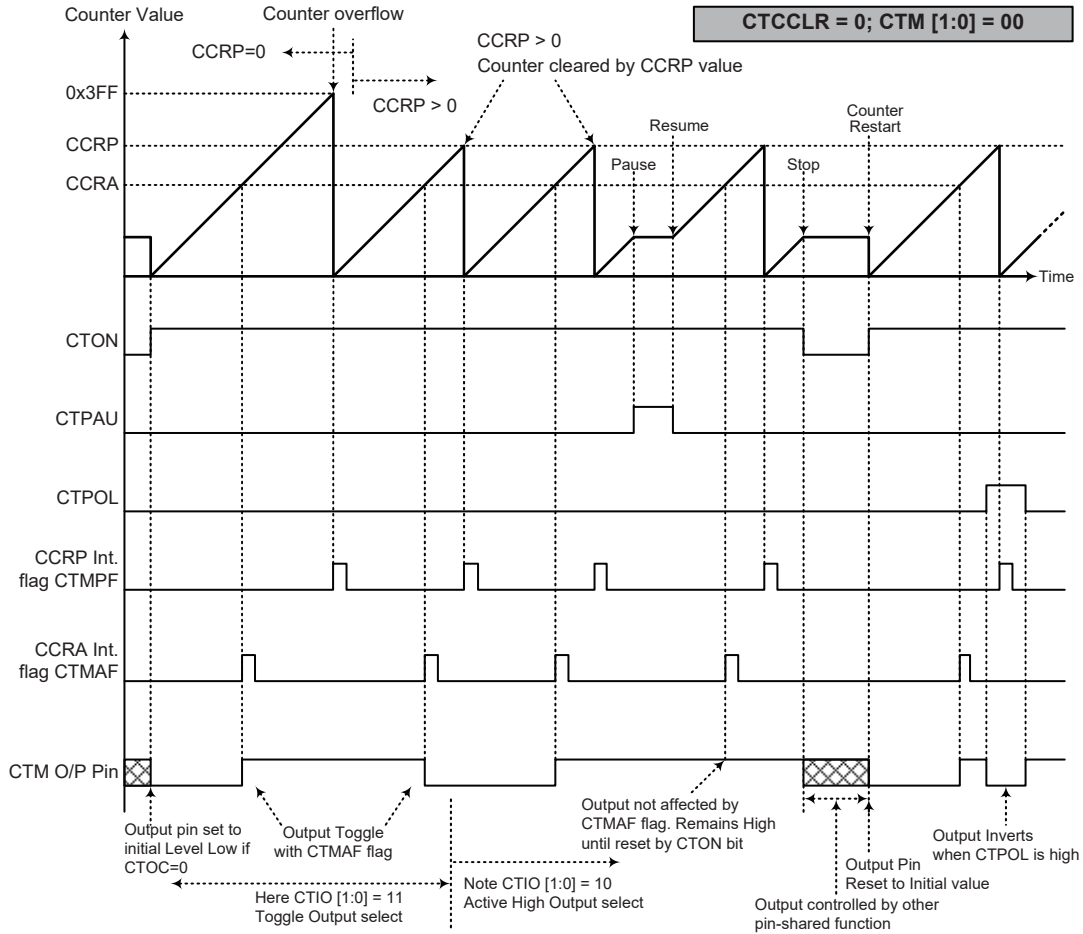 Counter Value
Counter overflow
CTCCLR = 0; CTM [1:0] = 00
CCRP=0
CCRP > 0
CCRP > 0
Counter cleared by CCRP value
0x3FF
CCRP
CCRA
Pause
Resume
Stop
Counter
Restart
Time
CTON
CTPAU
CTPOL
CCRP Int.
flag CTMPF
CCRA Int.
flag CTMAF
CTM O/P Pin
Output pin set to
initial Level Low if
CTOC=0
Output Toggle
with CTMAF flag
Output not affected by
CTMAF flag. Remains High
until reset by CTON bit
Output Inverts
when CTPOL is high
Output Pin
Reset to Initial value
Here CTIO [1:0] = 11
Toggle Output select
Note CTIO [1:0] = 10
Active High Output select
Output controlled by other
pin-shared function